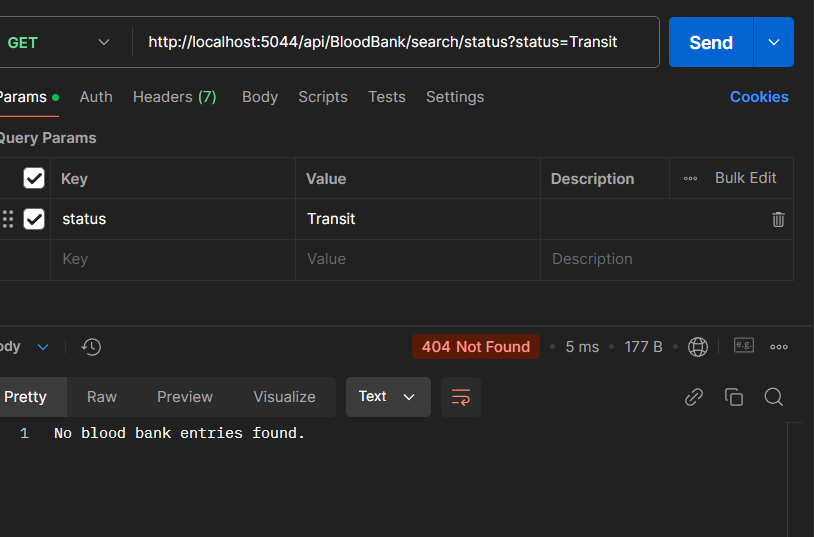 GET http://localhost:5044/api/BloodBank/search/status?status=Transit Send
Params Auth Headers (7) Body Scripts Tests Settings Cookies
Query Params
Key Value Description Bulk Edit
status Transit
Key Value Description
ody 404 Not Found 5 ms 177 B e.g.
Pretty Raw Preview Visualize Text
1 No blood bank entries found.